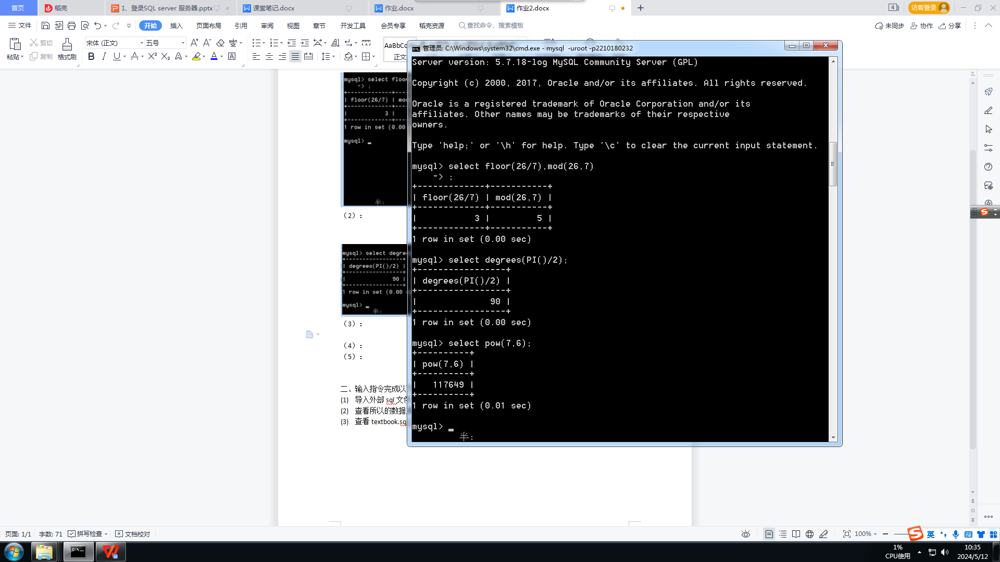 首页
稻壳
1、登录SQL server 服务器.pptx
课堂笔记.docx
作业.docx
作业2.docx
4
访客登录
文件
开始
插入
页面布局
引用
审阅
视图
章节
开发工具
会员专享
稻壳资源
查找命令、搜索模板
未同步
协作
分享
粘贴
剪切
复制
格式刷
宋体 (正文)
五号
AaBbCc
正文
管理员: C:\Windows\system32\cmd.exe - mysql  -uroot -p2210180232
Server version: 5.7.18-log MySQL Community Server (GPL)
Copyright (c) 2000, 2017, Oracle and/or its affiliates. All rights reserved.
Oracle is a registered trademark of Oracle Corporation and/or its
affiliates. Other names may be trademarks of their respective
owners.
Type 'help;' or '\h' for help. Type '\c' to clear the current input statement.
mysql> select floor(26/7),mod(26,7)
    -> ;
+-------------+-----------+
| floor(26/7) | mod(26,7) |
+-------------+-----------+
|           3 |         5 |
+-------------+-----------+
1 row in set (0.00 sec)
mysql> select degrees(PI()/2);
+-----------------+
| degrees(PI()/2) |
+-----------------+
|              90 |
+-----------------+
1 row in set (0.00 sec)
mysql> select pow(7,6);
+----------+
| pow(7,6) |
+----------+
|   117649 |
+----------+
1 row in set (0.01 sec)
mysql> _
半:
mysql> select floor
    -> ;
| floor(26/7) | mod
|           3 |
1 row in set (0.00
mysql> _
半:
（2）：
mysql> select degre
| degrees(PI()/2) |
|              90 |
1 row in set (0.00
mysql> _
半:
（3）：
（4）：
（5）：
二、输入指令完成以
(1) 导入外部 sql 文件
(2) 查看所以的数据
(3) 查看 textbook.sql
页面: 1/1
字数: 71
拼写检查
文档校对
100%
英
1%
CPU使用
10:35
2024/5/12